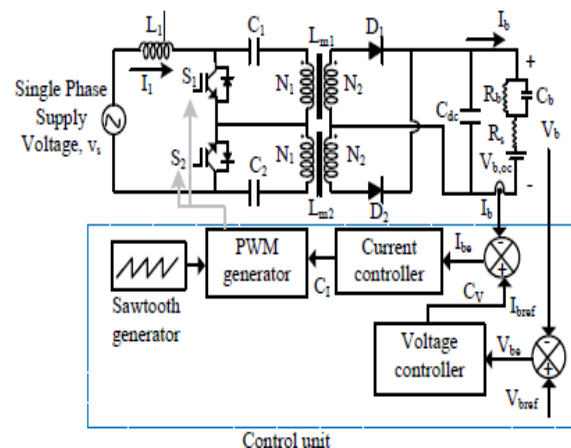 L1
C1
Lm1
D1
Ib
I1
S1
N1
N2
Cdc
+
Rb
Cb
Single Phase
Supply
Voltage, vs
Rs
Vb
S2
N1
N2
Vb,oc
C2
Lm2
D2
-
Ib
PWM
generator
Current
controller
Ibe
-
+
CI
Sawtooth
generator
CV
Ibref
Voltage
controller
Vbe
-
+
Vbref
Control unit